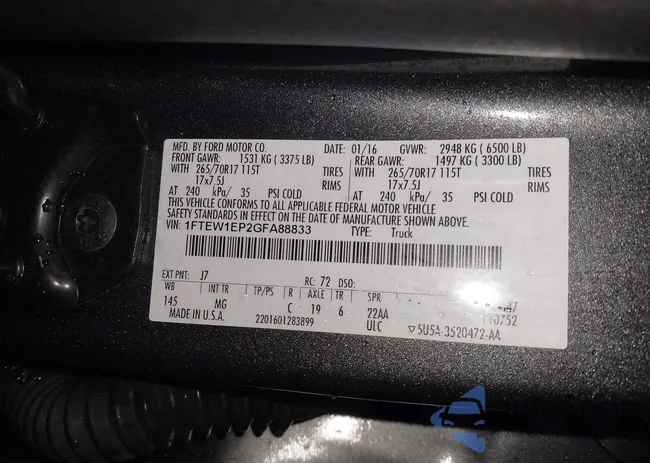 MFD. BY FORD MOTOR CO. DATE: 01/16 GVWR: 2948 KG ( 6500 LB)
FRONT GAWR: 1531 KG ( 3375 LB) REAR GAWR: 1497 KG ( 3300 LB)
WITH 265/70R17 115T TIRES WITH 265/70R17 115T TIRES
17x7.5J RIMS 17x7.5J RIMS
AT 240 kPa/ 35 PSI COLD AT 240 kPa/ 35 PSI COLD
THIS VEHICLE CONFORMS TO ALL APPLICABLE FEDERAL MOTOR VEHICLE
SAFETY STANDARDS IN EFFECT ON THE DATE OF MANUFACTURE SHOWN ABOVE.
VIN: 1FTEW1EP2GFA88833 TYPE: Truck
EXT PNT: J7 RC: 72 DSO:
WB INT TR TP/PS R AXLE TR SPR
145 MG C 19 6 22AA
MADE IN U.S.A. 2201601283899 ULC 5U5A-3520472-AA